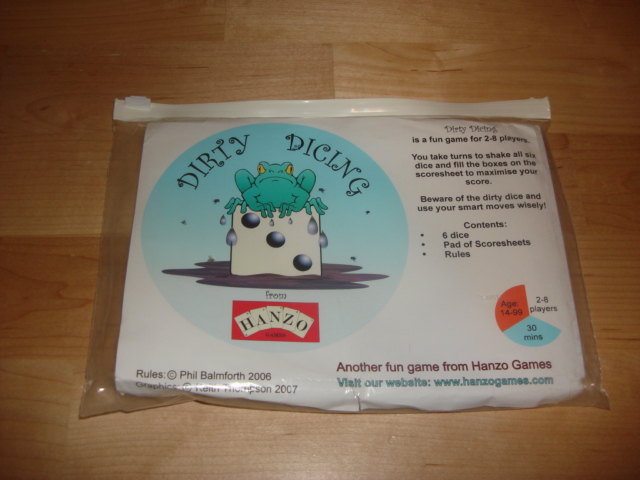 DIRTY DICING
from
HANZO
Dirty Dicing
is a fun game for 2-8 players.
You take turns to shake all six
dice and fill the boxes on the
scoresheet to maximise your
score.
Beware of the dirty dice and
use your smart moves wisely!
Contents:
• 6 dice
• Pad of Scoresheets
• Rules
Age:
14-99
2-8
players
30
mins
Rules:© Phil Balmforth 2006
Graphics: © Keith Thompson 2007
Another fun game from Hanzo Games
Visit our website: www.hanzogames.com